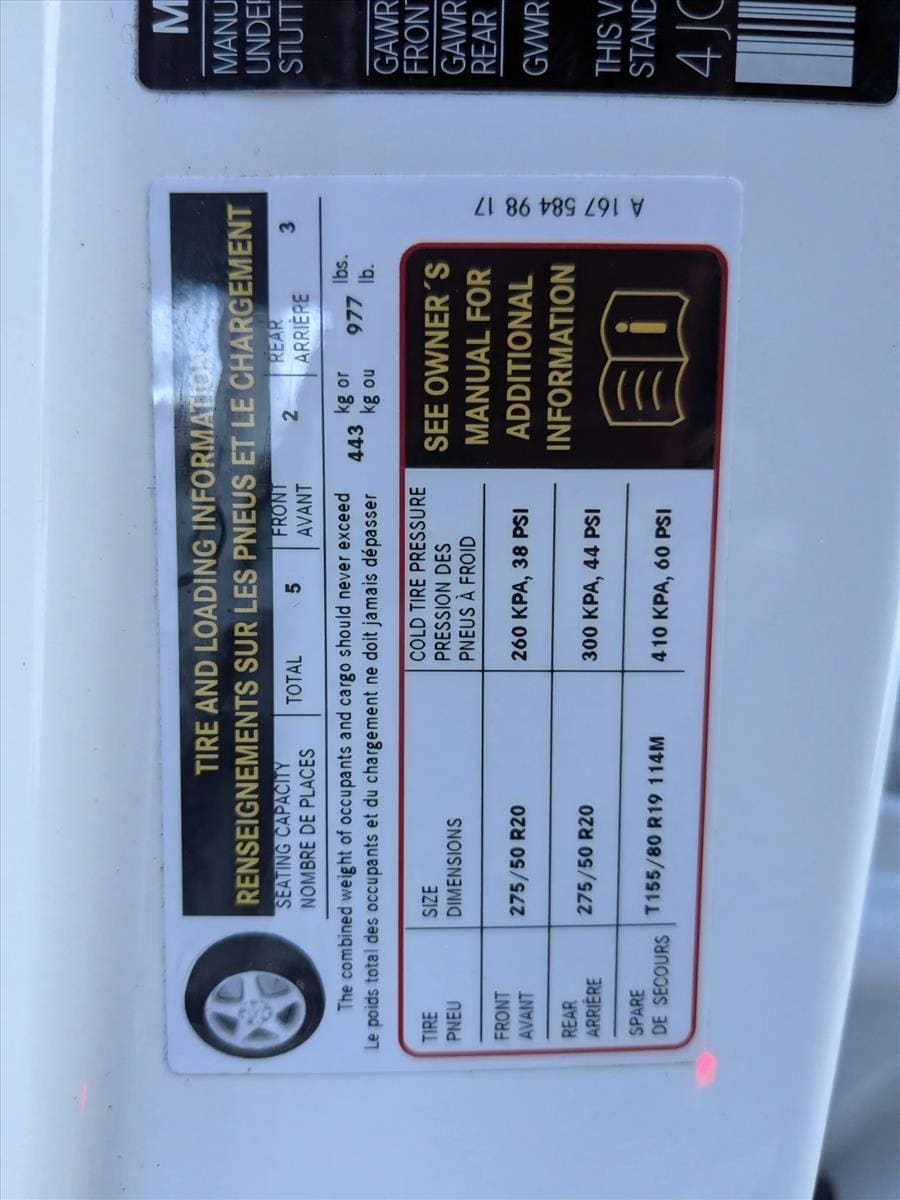 M
MANU
UNDER
STUTT
GAWR
FRONT
GAWR
REAR
GVWR
THIS V
STAND
4 JG
TIRE AND LOADING INFORMATION
RENSEIGNEMENTS SUR LES PNEUS ET LE CHARGEMENT
SEATING CAPACITY
NOMBRE DE PLACES
TOTAL 5
FRONT
AVANT
2
REAR
ARRIÈRE
3
The combined weight of occupants and cargo should never exceed 443 kg or 977 lbs.
Le poids total des occupants et du chargement ne doit jamais dépasser kg ou lb.
TIRE
PNEU
SIZE
DIMENSIONS
COLD TIRE PRESSURE
PRESSION DES
PNEUS À FROID
FRONT
AVANT
275/50 R20
260 KPA, 38 PSI
REAR
ARRIÈRE
275/50 R20
300 KPA, 44 PSI
SPARE
DE SECOURS
T155/80 R19 114M
410 KPA, 60 PSI
SEE OWNER´S
MANUAL FOR
ADDITIONAL
INFORMATION
A 167 584 98 17